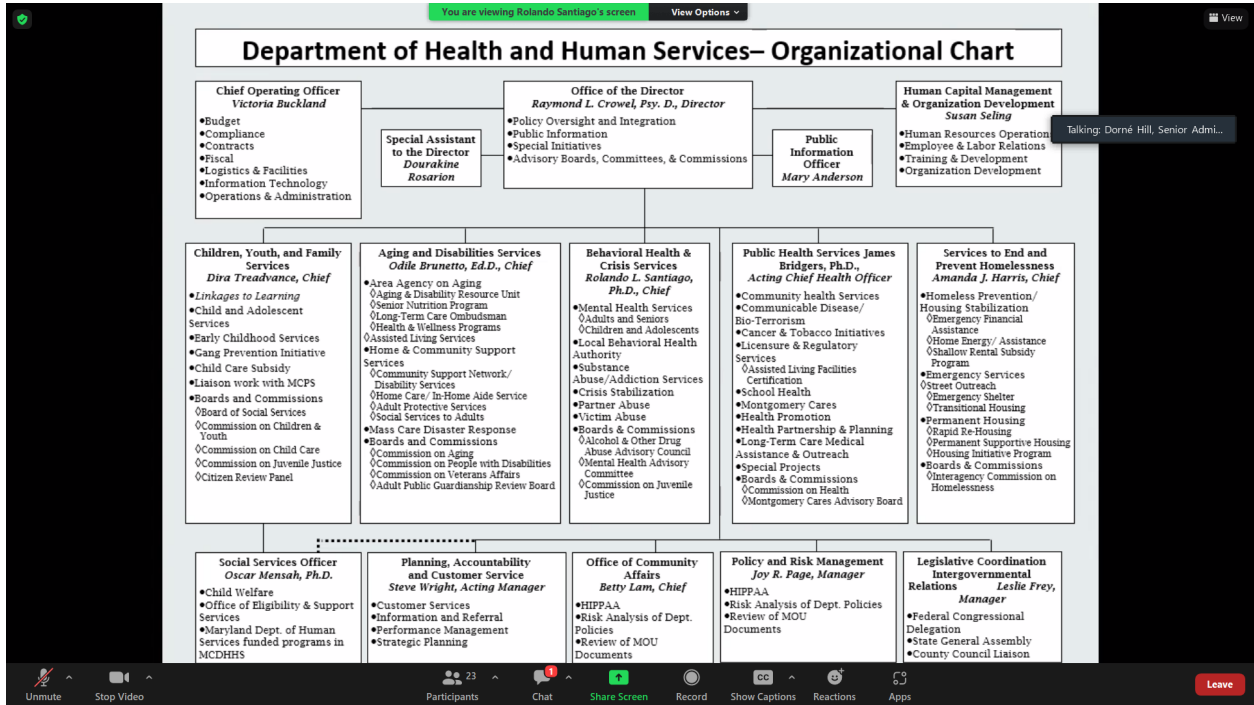 You are viewing Rolando Santiago's screen
View Options
View
Department of Health and Human Services– Organizational Chart
Chief Operating Officer
Victoria Buckland
●Budget
●Compliance
●Contracts
●Fiscal
●Logistics & Facilities
●Information Technology
●Operations & Administration
Special Assistant
to the Director
Dourakine
Rosarion
Office of the Director
Raymond L. Crowel, Psy. D., Director
●Policy Oversight and Integration
●Public Information
●Special Initiatives
●Advisory Boards, Committees, & Commissions
Public
Information
Officer
Mary Anderson
Human Capital Management
& Organization Development
Susan Seling
●Human Resources Operation
●Employee & Labor Relations
●Training & Development
●Organization Development
Talking: Dorné Hill, Senior Admi...
Children, Youth, and Family
Services
Dira Treadvance, Chief
●Linkages to Learning
●Child and Adolescent
Services
●Early Childhood Services
●Gang Prevention Initiative
●Child Care Subsidy
●Liaison work with MCPS
●Boards and Commissions
◊Board of Social Services
◊Commission on Children &
Youth
◊Commission on Child Care
◊Commission on Juvenile Justice
◊Citizen Review Panel
Aging and Disabilities Services
Odile Brunetto, Ed.D., Chief
●Area Agency on Aging
◊Aging & Disability Resource Unit
◊Senior Nutrition Program
◊Long-Term Care Ombudsman
◊Health & Wellness Programs
◊Assisted Living Services
●Home & Community Support
Services
◊Community Support Network/
Disability Services
◊Home Care/ In-Home Aide Service
◊Adult Protective Services
◊Social Services to Adults
●Mass Care Disaster Response
●Boards and Commissions
◊Commission on Aging
◊Commission on People with Disabilities
◊Commission on Veterans Affairs
◊Adult Public Guardianship Review Board
Behavioral Health &
Crisis Services
Rolando L. Santiago,
Ph.D., Chief
●Mental Health Services
◊Adults and Seniors
◊Children and Adolescents
●Local Behavioral Health
Authority
●Substance
Abuse/Addiction Services
●Crisis Stabilization
●Partner Abuse
●Victim Abuse
●Boards & Commissions
◊Alcohol & Other Drug
Abuse Advisory Council
◊Mental Health Advisory
Committee
◊Commission on Juvenile
Justice
Public Health Services James
Bridgers, Ph.D.,
Acting Chief Health Officer
●Community health Services
●Communicable Disease/
Bio-Terrorism
●Cancer & Tobacco Initiatives
●Licensure & Regulatory
Services
◊Assisted Living Facilities
Certification
●School Health
●Montgomery Cares
●Health Promotion
●Health Partnership & Planning
●Long-Term Care Medical
Assistance & Outreach
●Special Projects
●Boards & Commissions
◊Commission on Health
◊Montgomery Cares Advisory Board
Services to End and
Prevent Homelessness
Amanda J. Harris, Chief
●Homeless Prevention/
Housing Stabilization
◊Emergency Financial
Assistance
◊Home Energy/ Assistance
◊Shallow Rental Subsidy
Program
●Emergency Services
◊Street Outreach
◊Emergency Shelter
◊Transitional Housing
●Permanent Housing
◊Rapid Re-Housing
◊Permanent Supportive Housing
◊Housing Initiative Program
●Boards & Commissions
◊Interagency Commission on
Homelessness
Social Services Officer
Oscar Mensah, Ph.D.
●Child Welfare
●Office of Eligibility & Support
Services
●Maryland Dept. of Human
Services funded programs in
MCDHHS
Planning, Accountability
and Customer Service
Steve Wright, Acting Manager
●Customer Services
●Information and Referral
●Performance Management
●Strategic Planning
Office of Community
Affairs
Betty Lam, Chief
●HIPPAA
●Risk Analysis of Dept.
Policies
●Review of MOU
Documents
Policy and Risk Management
Joy R. Page, Manager
●HIPPAA
●Risk Analysis of Dept. Policies
●Review of MOU
Documents
Legislative Coordination
Intergovernmental
Relations Leslie Frey,
Manager
●Federal Congressional
Delegation
●State General Assembly
●County Council Liaison
Unmute
Stop Video
23
Participants
1
Chat
Share Screen
Record
CC
Show Captions
Reactions
Apps
Leave